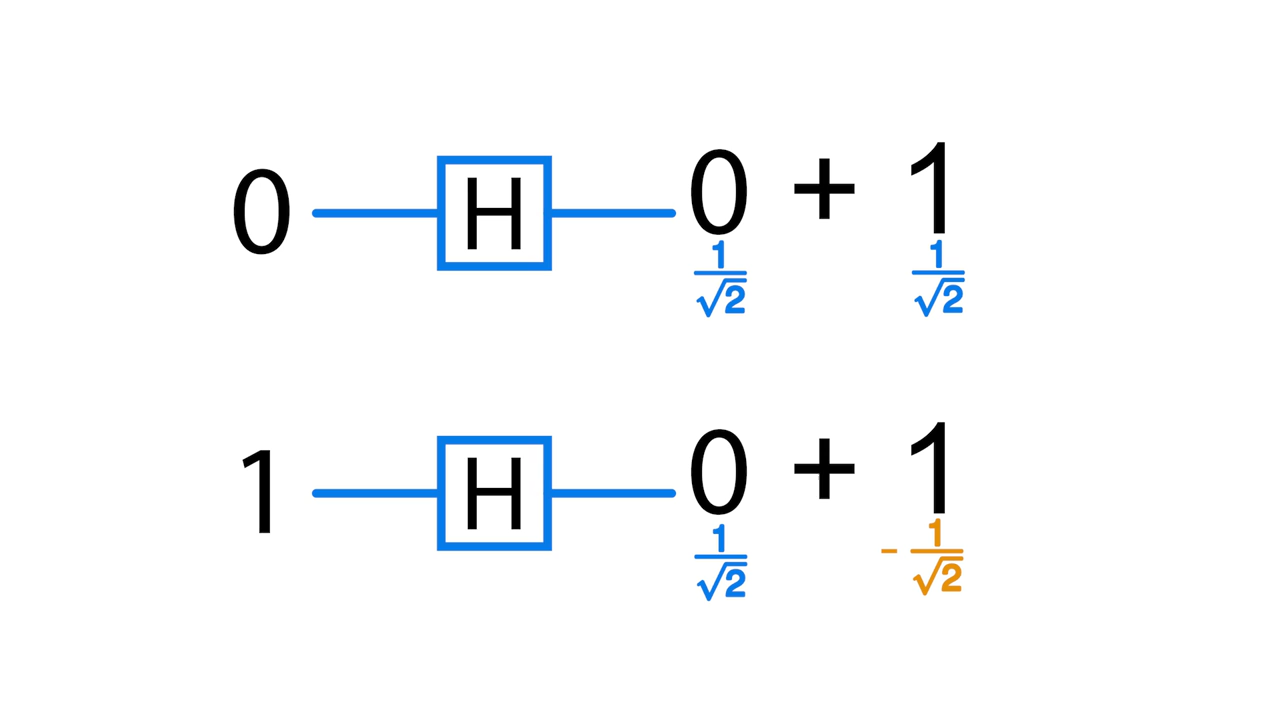 0 H 0 + 1
1/√2 1/√2
1 H 0 + 1
1/√2 - 1/√2